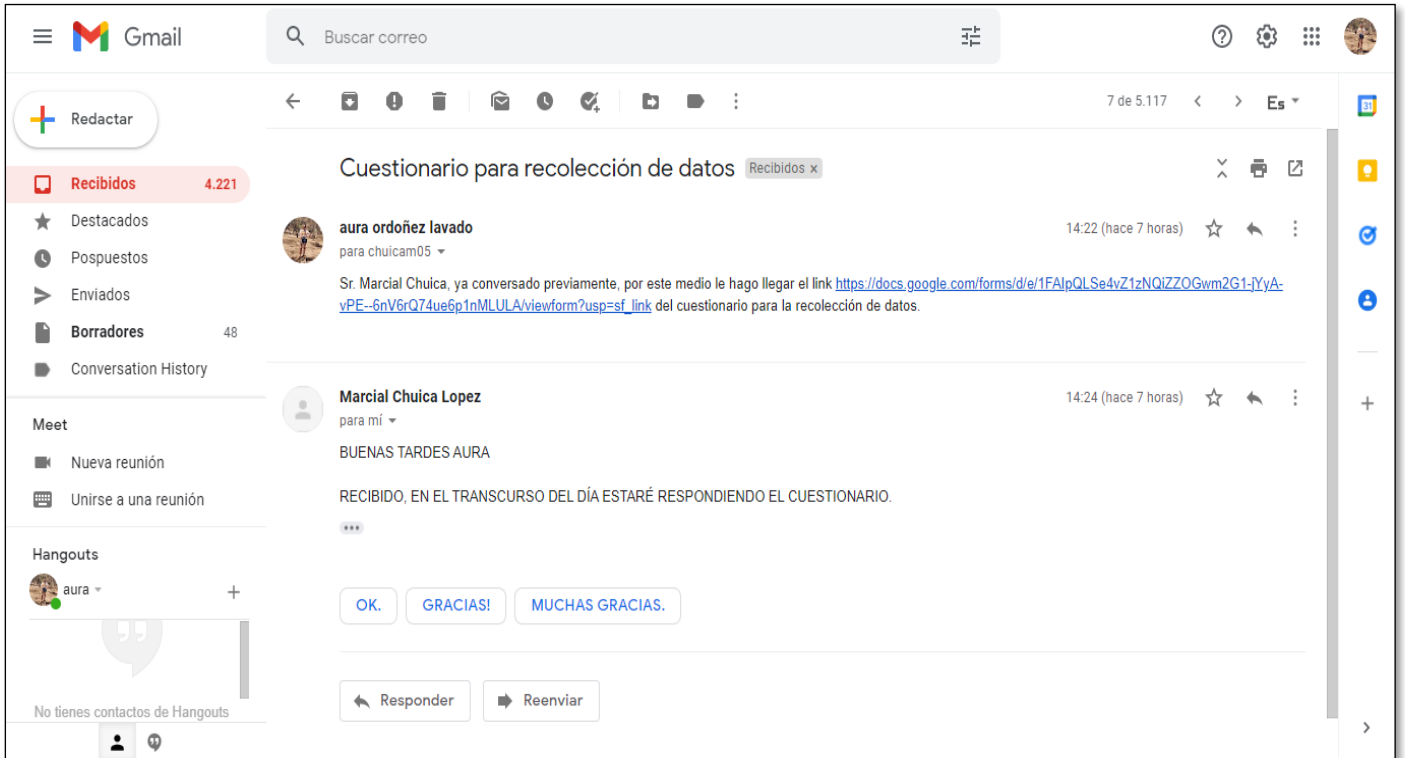 Gmail
Buscar correo
Redactar
7 de 5.117
Es
Recibidos 4.221
Destacados
Pospuestos
Enviados
Borradores 48
Conversation History
Meet
Nueva reunión
Unirse a una reunión
Hangouts
aura
No tienes contactos de Hangouts
Cuestionario para recolección de datos Recibidos x
aura ordoñez lavado 14:22 (hace 7 horas)
para chuicam05
Sr. Marcial Chuica, ya conversado previamente, por este medio le hago llegar el link https://docs.google.com/forms/d/e/1FAIpQLSe4vZ1zNQiZZOGwm2G1-jYyA-
vPE--6nV6rQ74ue6p1nMLULA/viewform?usp=sf_link del cuestionario para la recolección de datos.
Marcial Chuica Lopez 14:24 (hace 7 horas)
para mí
BUENAS TARDES AURA
RECIBIDO, EN EL TRANSCURSO DEL DÍA ESTARÉ RESPONDIENDO EL CUESTIONARIO.
OK. GRACIAS! MUCHAS GRACIAS.
Responder Reenviar
31